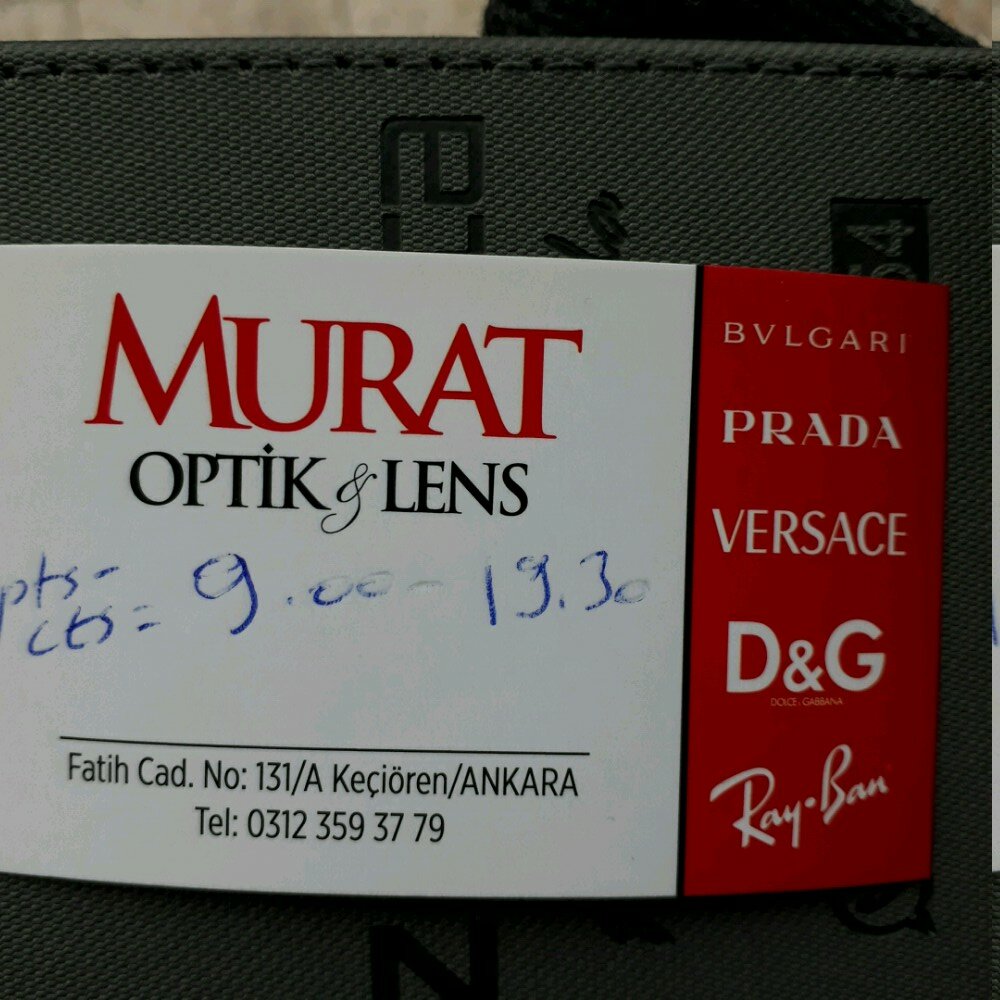 MURAT
OPTİK & LENS
pts-
cts= 9.00-19.30
Fatih Cad. No: 131/A Keçiören/ANKARA
Tel: 0312 359 37 79
BVLGARI
PRADA
VERSACE
D&G
DOLCE & GABBANA
Ray-Ban
54